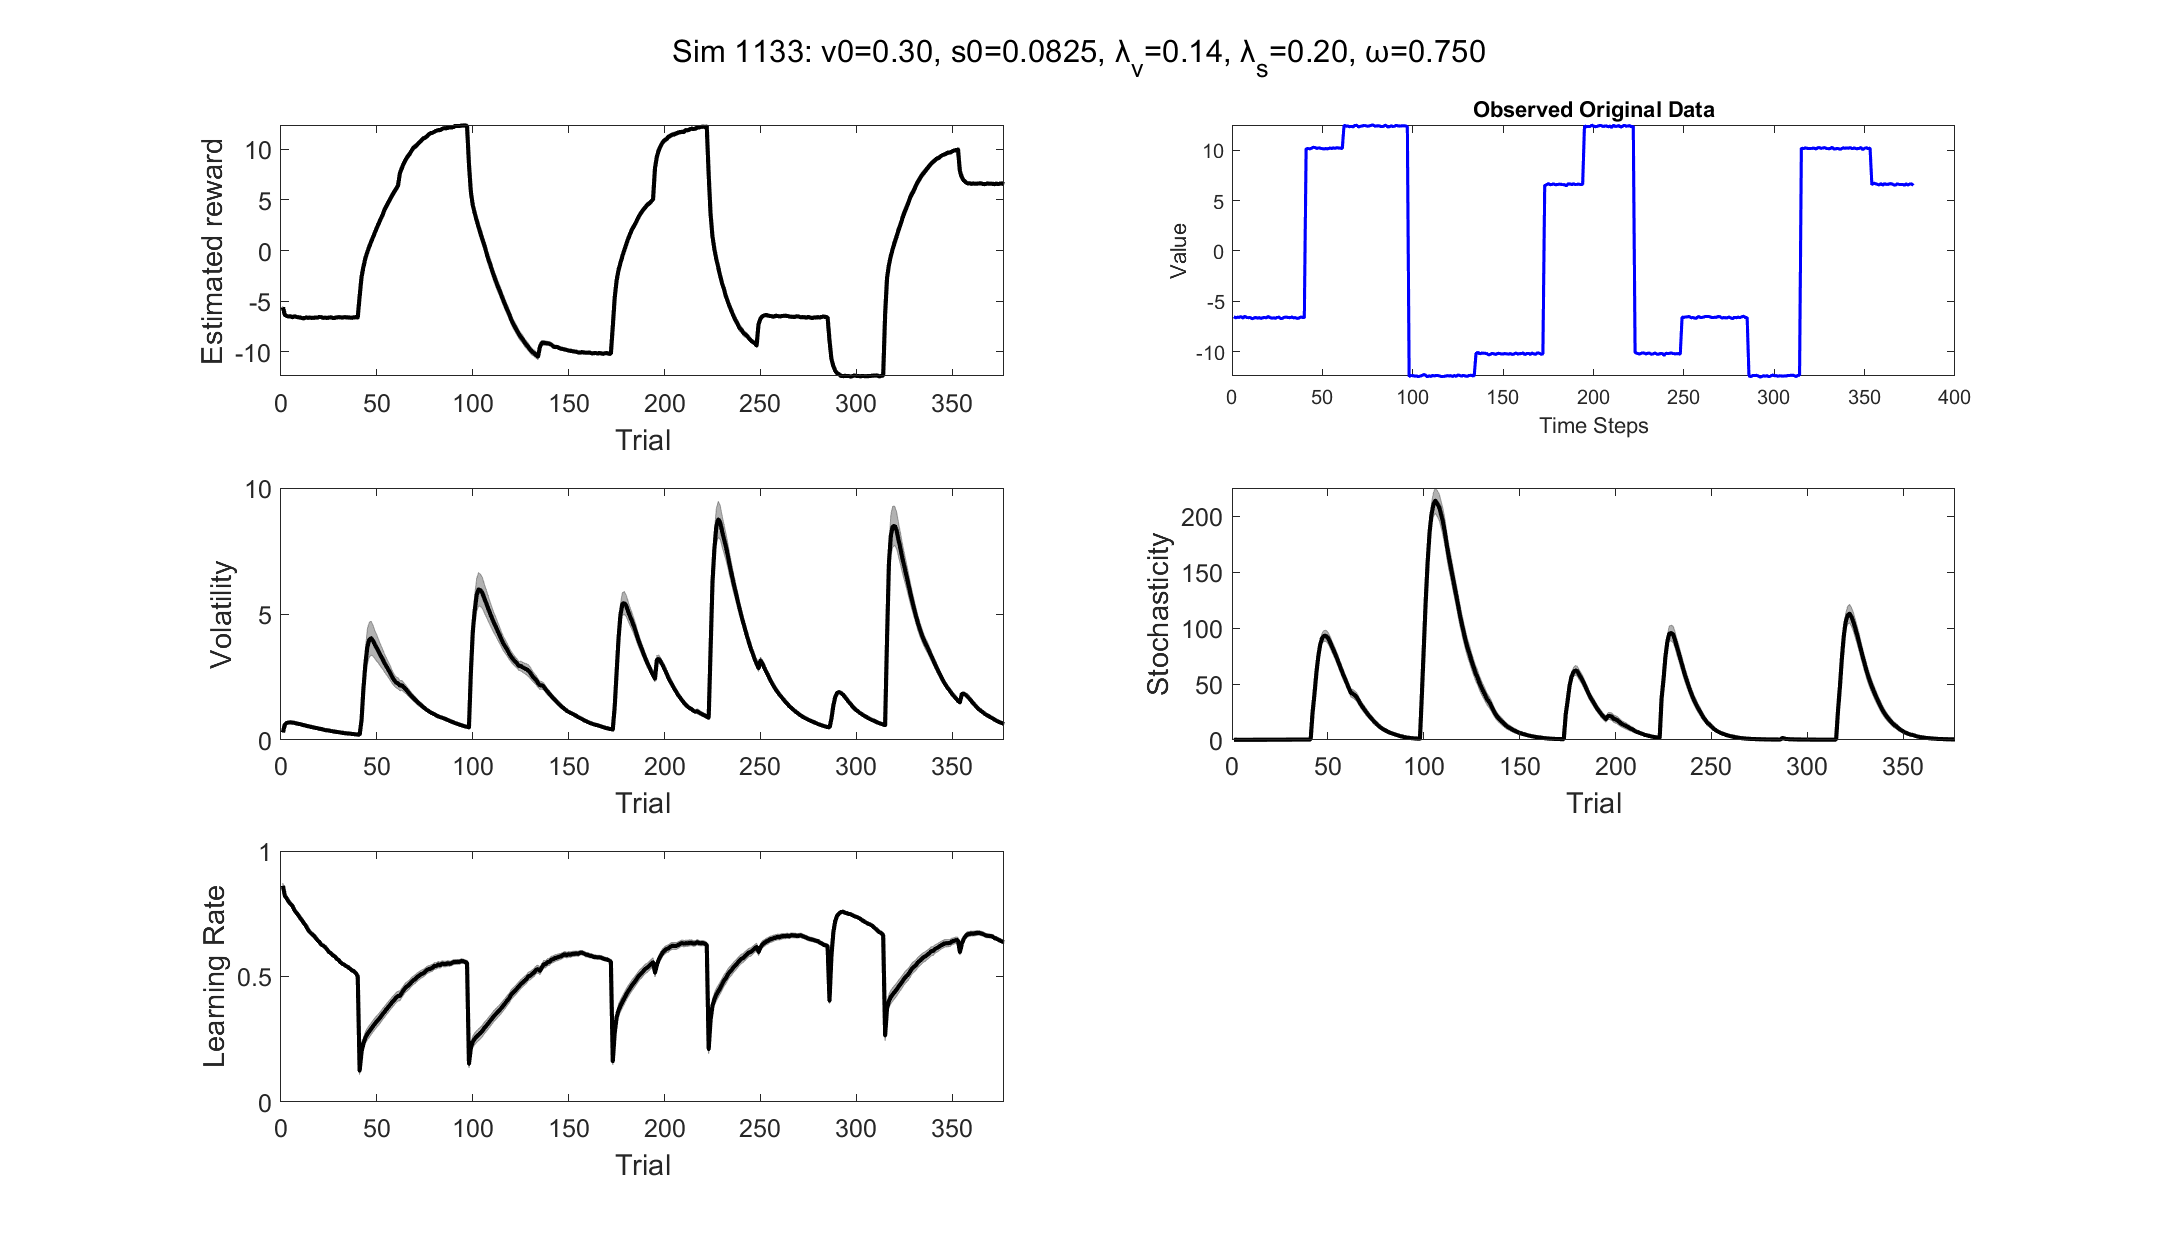 Sim 1133: v0=0.30, s0=0.0825, λ_v=0.14, λ_s=0.20, ω=0.750
Estimated reward
10
5
0
-5
-10
0 50 100 150 200 250 300 350
Trial
Observed Original Data
Value
10
5
0
-5
-10
0 50 100 150 200 250 300 350 400
Time Steps
Volatility
10
5
0
0 50 100 150 200 250 300 350
Trial
Stochasticity
200
150
100
50
0
0 50 100 150 200 250 300 350
Trial
Learning Rate
1
0.5
0
0 50 100 150 200 250 300 350
Trial